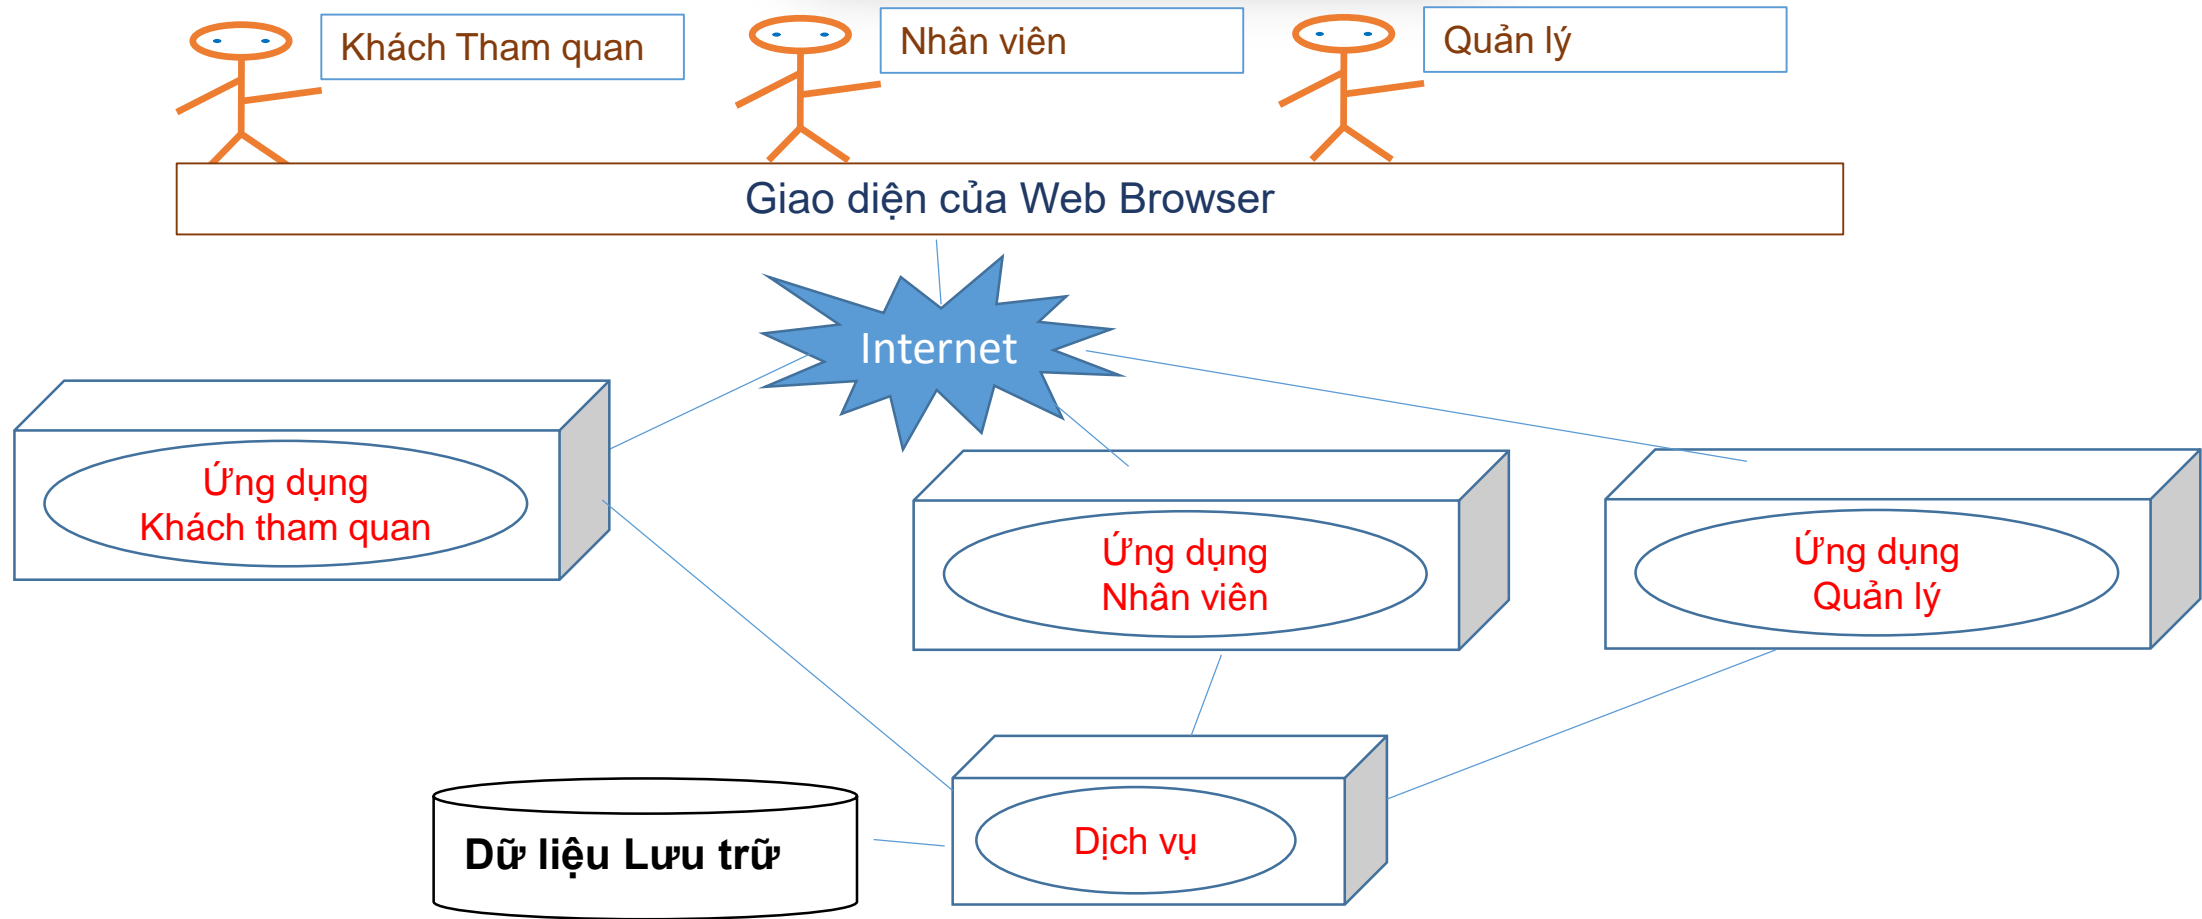 Khách Tham quan
Nhân viên
Quản lý
Giao diện của Web Browser
Internet
Ứng dụng
Khách tham quan
Ứng dụng
Nhân viên
Ứng dụng
Quản lý
Dữ liệu Lưu trữ
Dịch vụ